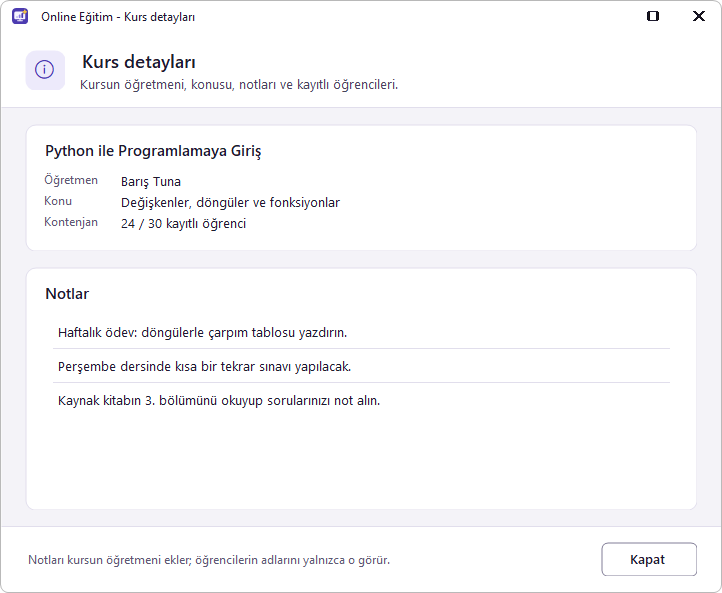 Online Eğitim - Kurs detayları
Kurs detayları
Kursun öğretmeni, konusu, notları ve kayıtlı öğrencileri.
Python ile Programlamaya Giriş
Öğretmen Barış Tuna
Konu Değişkenler, döngüler ve fonksiyonlar
Kontenjan 24 / 30 kayıtlı öğrenci
Notlar
Haftalık ödev: döngülerle çarpım tablosu yazdırın.
Perşembe dersinde kısa bir tekrar sınavı yapılacak.
Kaynak kitabın 3. bölümünü okuyup sorularınızı not alın.
Notları kursun öğretmeni ekler; öğrencilerin adlarını yalnızca o görür.
Kapat